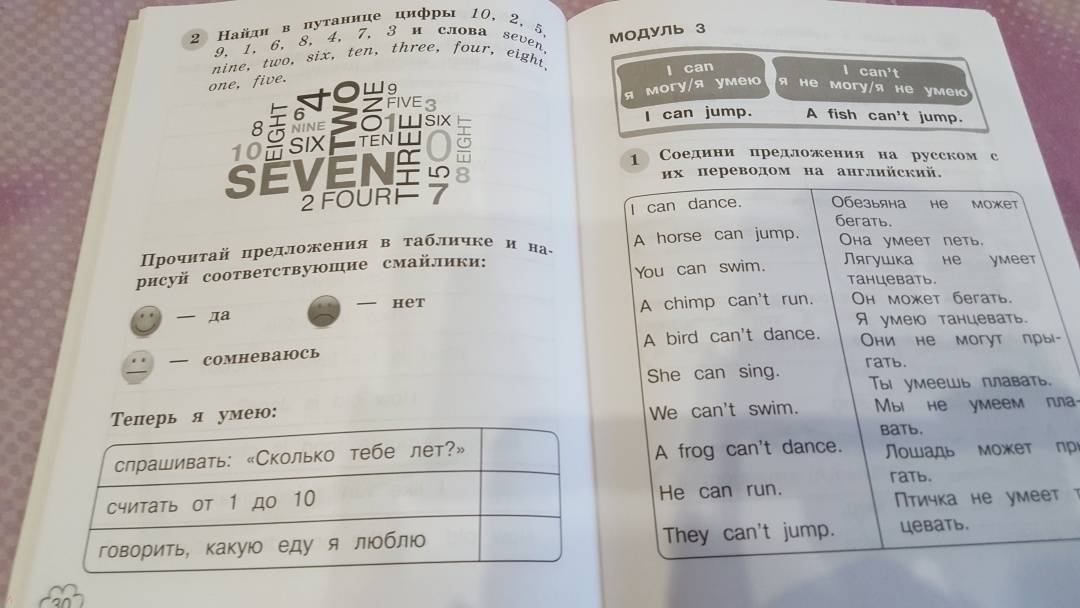 2 Найди в путанице цифры 10, 2, 5,
9, 1, 6, 8, 4, 7, 3 и слова seven,
nine, two, six, ten, three, four, eight,
one, five.
8
10
EIGHT
6
4
NINE
SIX
TWO
ONE
9
FIVE
3
1
TEN
THREE
SIX
0
5
EIGHT
8
SEVEN
2 FOUR
7
Прочитай предложения в табличке и на-
рисуй соответствующие смайлики:
— да
— нет
— сомневаюсь
Теперь я умею:
спрашивать: «Сколько тебе лет?»
считать от 1 до 10
говорить, какую еду я люблю
30
МОДУЛЬ 3
I can
я могу/я умею
I can't
я не могу/я не умею
I can jump.
A fish can't jump.
1 Соедини предложения на русском с
их переводом на английский.
I can dance.
A horse can jump.
You can swim.
A chimp can't run.
A bird can't dance.
She can sing.
We can't swim.
A frog can't dance.
He can run.
They can't jump.
Обезьяна не может
бегать.
Она умеет петь.
Лягушка не умеет
танцевать.
Он может бегать.
Я умею танцевать.
Они не могут пры-
гать.
Ты умеешь плавать.
Мы не умеем пла-
вать.
Лошадь может
гать.
Птичка не умеет
цевать.